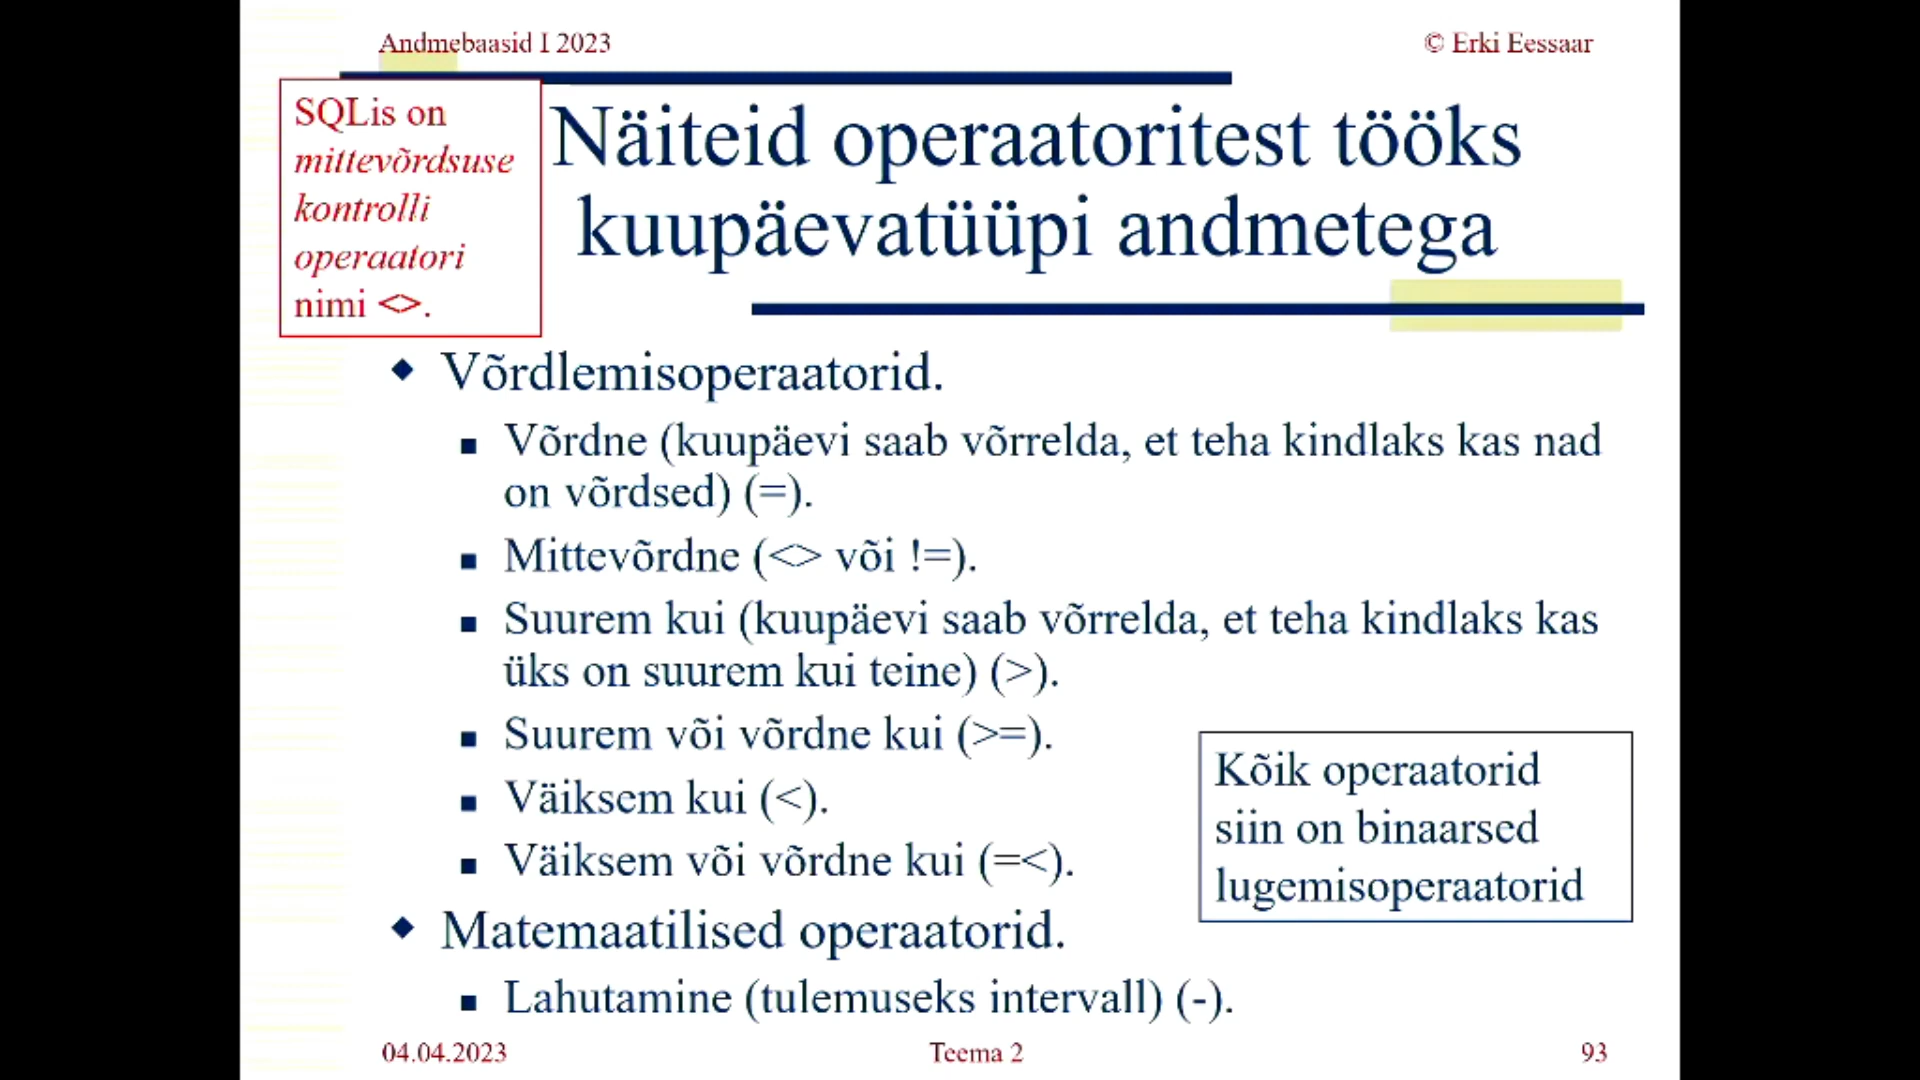 Andmebaasid I 2023
© Erki Eessaar
SQLis on
mittevõrdsuse
kontrolli
operaatori
nimi <>.
Näiteid operaatoritest tööks
kuupäevatüüpi andmetega
◆ Võrdlemisoperaatorid.
■ Võrdne (kuupäevi saab võrrelda, et teha kindlaks kas nad
on võrdsed) (=).
■ Mittevõrdne (<> või !=).
■ Suurem kui (kuupäevi saab võrrelda, et teha kindlaks kas
üks on suurem kui teine) (>).
■ Suurem või võrdne kui (>=).
■ Väiksem kui (<).
■ Väiksem või võrdne kui (=<).
Kõik operaatorid
siin on binaarsed
lugemisoperaatorid
◆ Matemaatilised operaatorid.
■ Lahutamine (tulemuseks intervall) (-).
04.04.2023
Teema 2
93